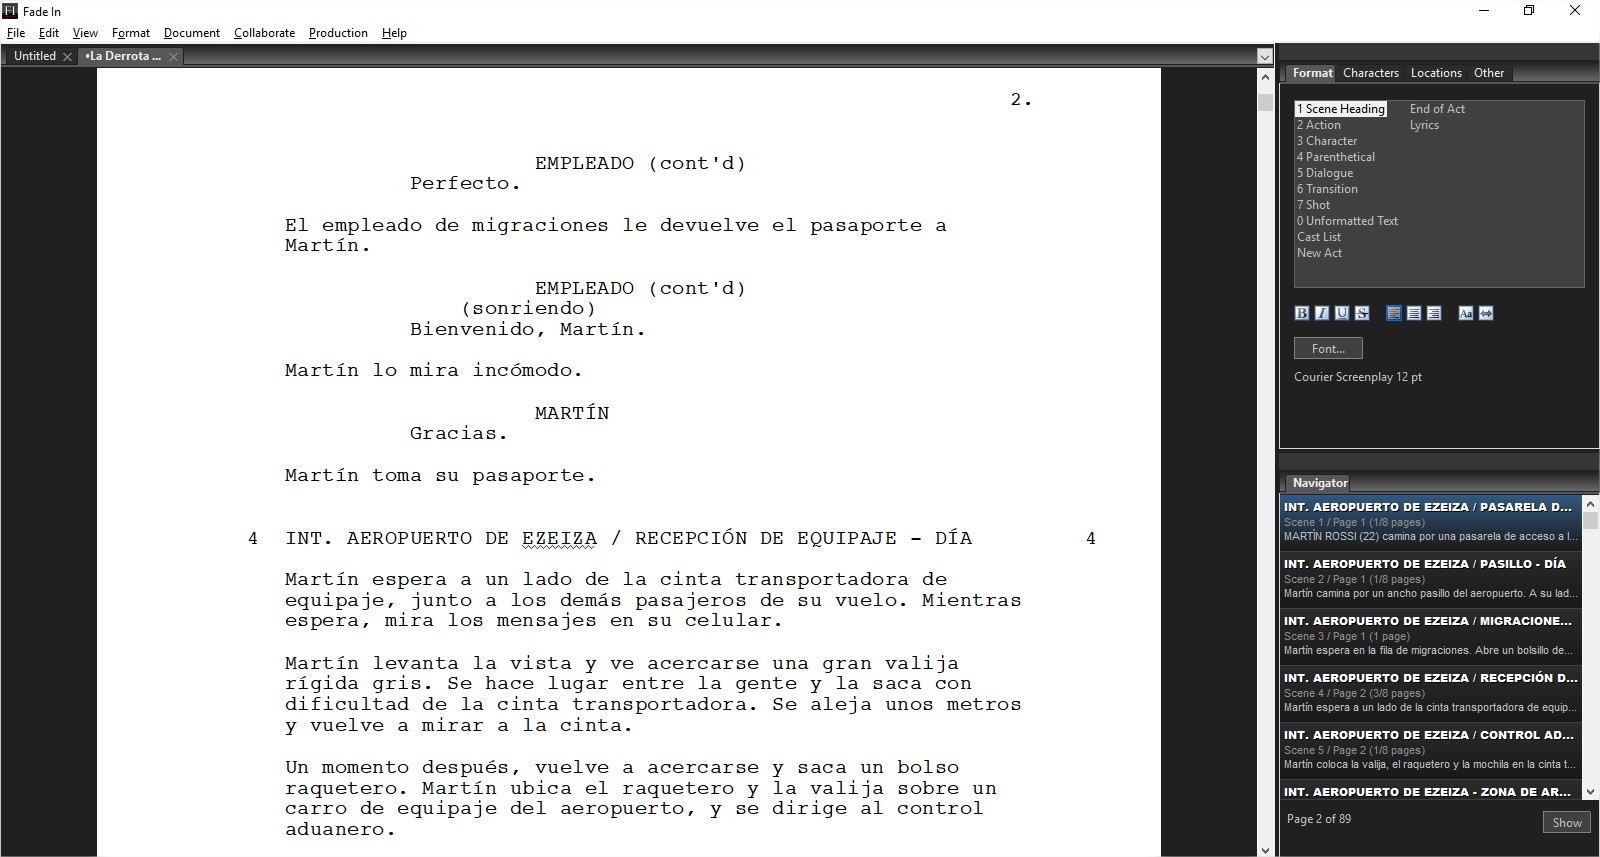 Fade In
File Edit View Format Document Collaborate Production Help
Untitled
•La Derrota ...
2.
EMPLEADO (cont'd)
Perfecto.
El empleado de migraciones le devuelve el pasaporte a
Martín.
EMPLEADO (cont'd)
(sonriendo)
Bienvenido, Martín.
Martín lo mira incómodo.
MARTÍN
Gracias.
Martín toma su pasaporte.
4 INT. AEROPUERTO DE EZEIZA / RECEPCIÓN DE EQUIPAJE - DÍA 4
Martín espera a un lado de la cinta transportadora de
equipaje, junto a los demás pasajeros de su vuelo. Mientras
espera, mira los mensajes en su celular.
Martín levanta la vista y ve acercarse una gran valija
rígida gris. Se hace lugar entre la gente y la saca con
dificultad de la cinta transportadora. Se aleja unos metros
y vuelve a mirar a la cinta.
Un momento después, vuelve a acercarse y saca un bolso
raquetero. Martín ubica el raquetero y la valija sobre un
carro de equipaje del aeropuerto, y se dirige al control
aduanero.
Format Characters Locations Other
1 Scene Heading
2 Action
3 Character
4 Parenthetical
5 Dialogue
6 Transition
7 Shot
0 Unformatted Text
Cast List
New Act
End of Act
Lyrics
B I U S Aa
Font...
Courier Screenplay 12 pt
Navigator
INT. AEROPUERTO DE EZEIZA / PASARELA D...
Scene 1 / Page 1 (1/8 pages)
MARTÍN ROSSI (22) camina por una pasarela de acceso a l...
INT. AEROPUERTO DE EZEIZA / PASILLO - DÍA
Scene 2 / Page 1 (1/8 pages)
Martín camina por un ancho pasillo del aeropuerto. A su lad...
INT. AEROPUERTO DE EZEIZA / MIGRACIONE...
Scene 3 / Page 1 (1 page)
Martín espera en la fila de migraciones. Abre un bolsillo de...
INT. AEROPUERTO DE EZEIZA / RECEPCIÓN D...
Scene 4 / Page 2 (3/8 pages)
Martín espera a un lado de la cinta transportadora de equip...
INT. AEROPUERTO DE EZEIZA / CONTROL AD...
Scene 5 / Page 2 (1/8 pages)
Martín coloca la valija, el raquetero y la mochila en la cinta t...
INT. AEROPUERTO DE EZEIZA - ZONA DE AR...
Page 2 of 89
Show